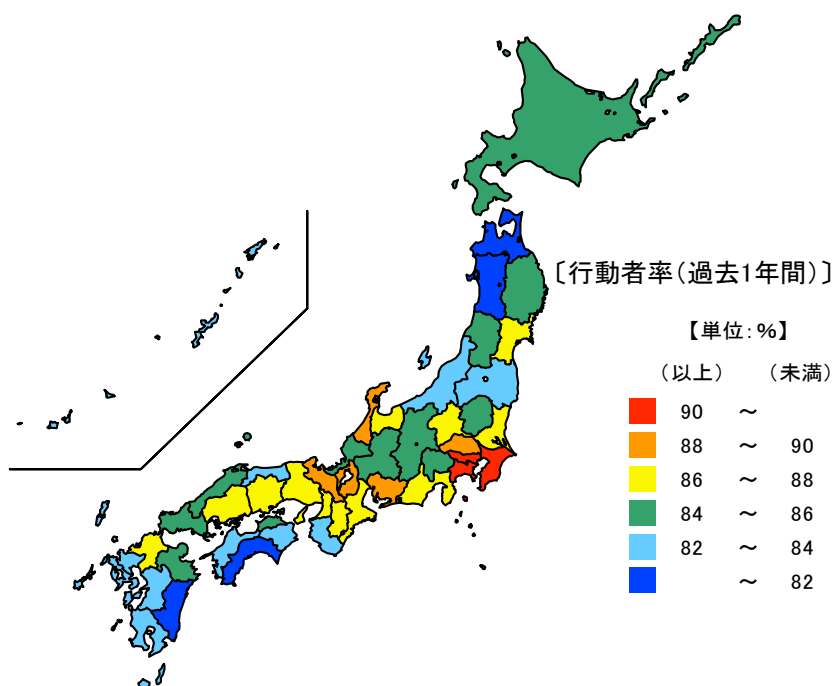 〔行動者率(過去1年間)〕
【単位:%】
(以上) (未満)
90 ～
88 ～ 90
86 ～ 88
84 ～ 86
82 ～ 84
～ 82